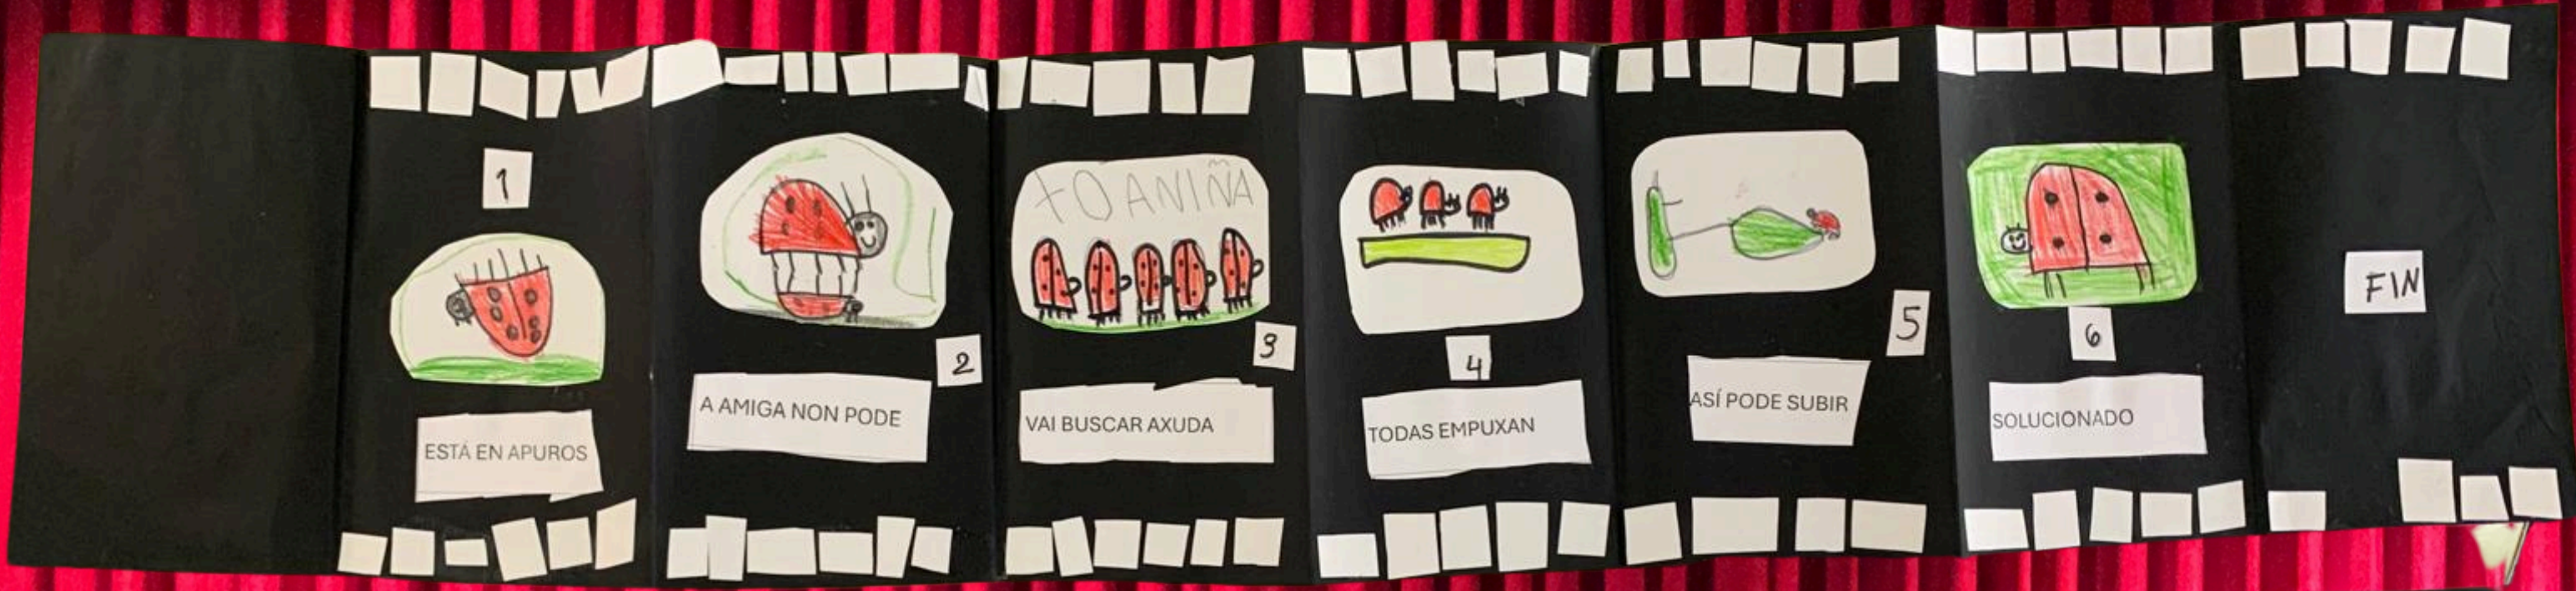 1
ESTÁ EN APUROS
2
A AMIGA NON PODE
XOANIÑA
3
VAI BUSCAR AXUDA
4
TODAS EMPUXAN
5
ASÍ PODE SUBIR
6
SOLUCIONADO
FIN